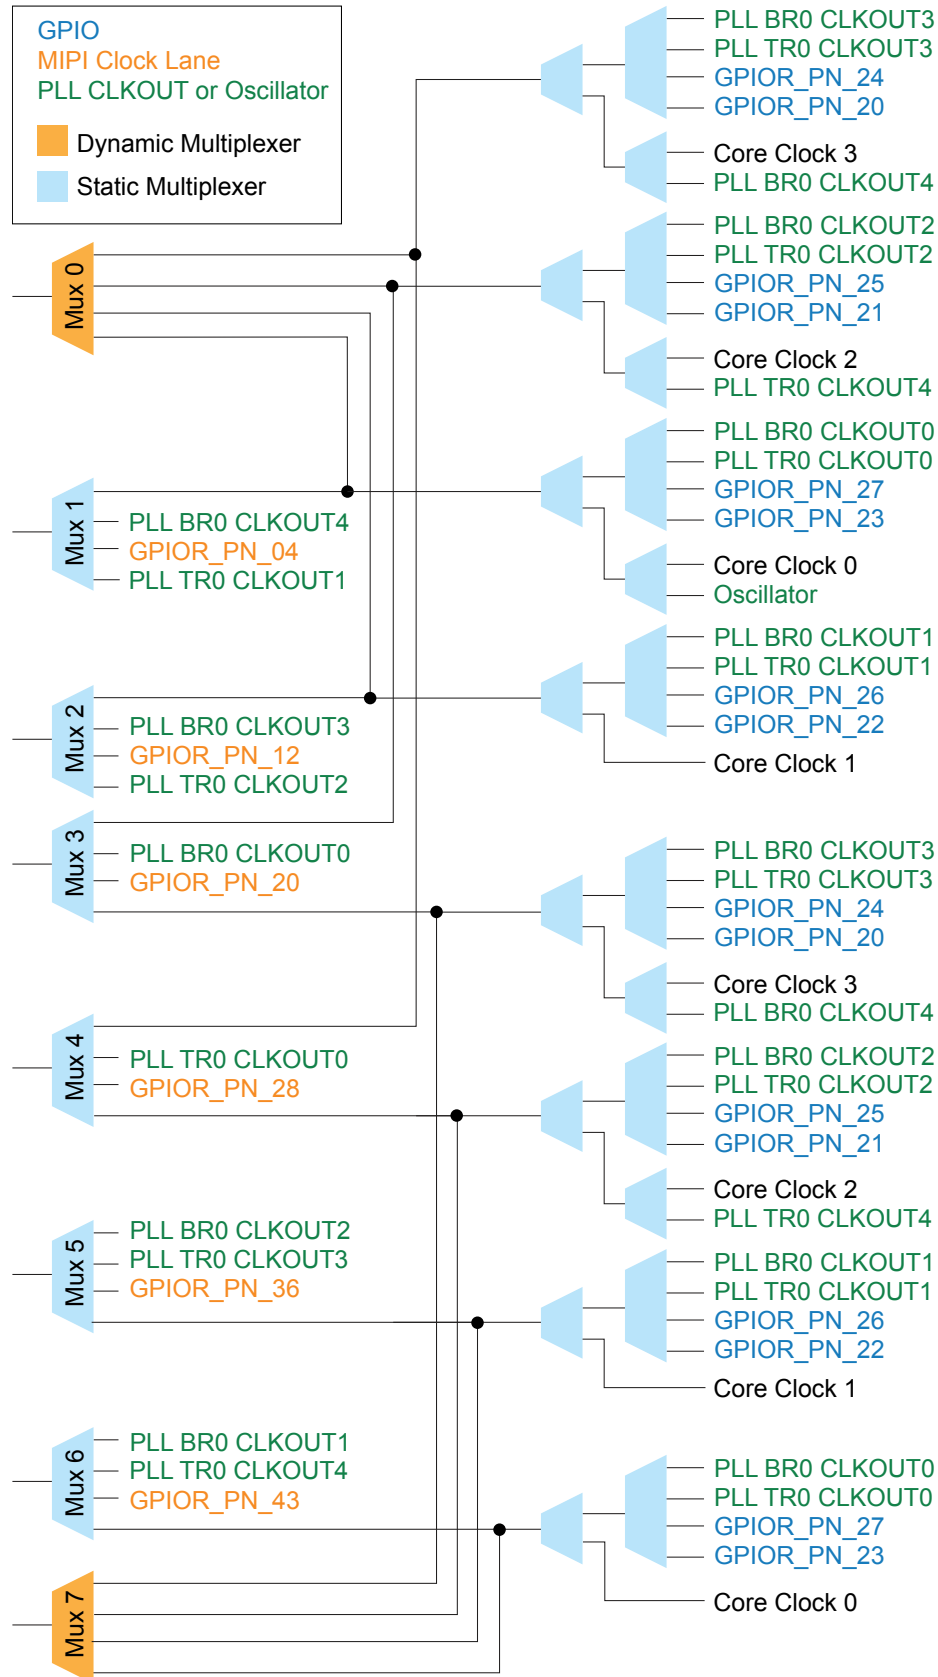 GPIO
MIPI Clock Lane
PLL CLKOUT or Oscillator
Dynamic Multiplexer
Static Multiplexer
PLL BR0 CLKOUT3
PLL TR0 CLKOUT3
GPIOR_PN_24
GPIOR_PN_20
Core Clock 3
PLL BR0 CLKOUT4
Mux 0
PLL BR0 CLKOUT2
PLL TR0 CLKOUT2
GPIOR_PN_25
GPIOR_PN_21
Core Clock 2
PLL TR0 CLKOUT4
Mux 1
PLL BR0 CLKOUT4
GPIOR_PN_04
PLL TR0 CLKOUT1
PLL BR0 CLKOUT0
PLL TR0 CLKOUT0
GPIOR_PN_27
GPIOR_PN_23
Core Clock 0
Oscillator
Mux 2
PLL BR0 CLKOUT3
GPIOR_PN_12
PLL TR0 CLKOUT2
PLL BR0 CLKOUT1
PLL TR0 CLKOUT1
GPIOR_PN_26
GPIOR_PN_22
Core Clock 1
Mux 3
PLL BR0 CLKOUT0
GPIOR_PN_20
PLL BR0 CLKOUT3
PLL TR0 CLKOUT3
GPIOR_PN_24
GPIOR_PN_20
Core Clock 3
PLL BR0 CLKOUT4
Mux 4
PLL TR0 CLKOUT0
GPIOR_PN_28
PLL BR0 CLKOUT2
PLL TR0 CLKOUT2
GPIOR_PN_25
GPIOR_PN_21
Core Clock 2
PLL TR0 CLKOUT4
Mux 5
PLL BR0 CLKOUT2
PLL TR0 CLKOUT3
GPIOR_PN_36
PLL BR0 CLKOUT1
PLL TR0 CLKOUT1
GPIOR_PN_26
GPIOR_PN_22
Core Clock 1
Mux 6
PLL BR0 CLKOUT1
PLL TR0 CLKOUT4
GPIOR_PN_43
PLL BR0 CLKOUT0
PLL TR0 CLKOUT0
GPIOR_PN_27
GPIOR_PN_23
Core Clock 0
Mux 7